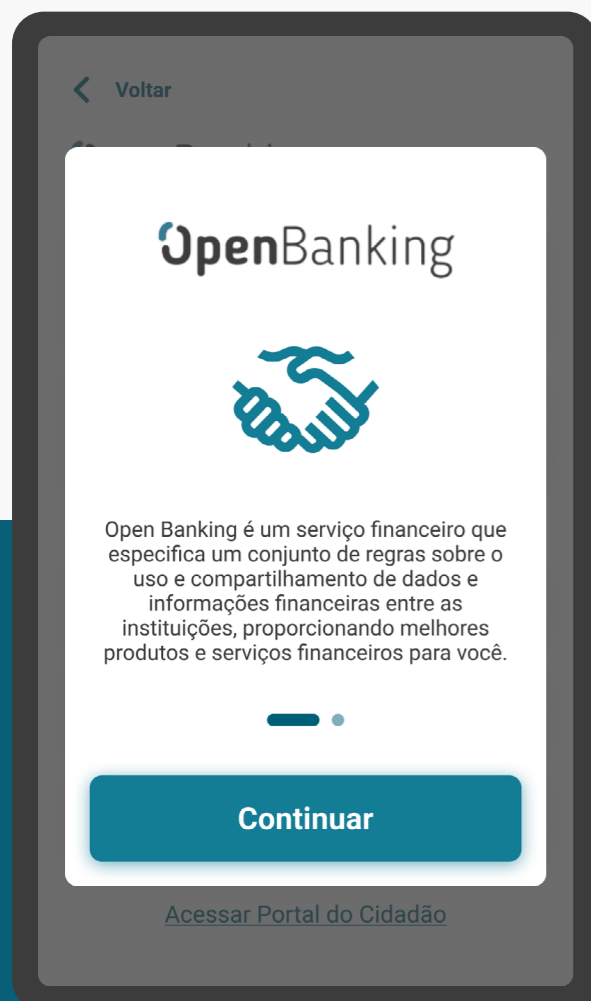 Voltar
OpenBanking
Open Banking é um serviço financeiro que
especifica um conjunto de regras sobre o
uso e compartilhamento de dados e
informações financeiras entre as
instituições, proporcionando melhores
produtos e serviços financeiros para você.
Continuar
Acessar Portal do Cidadão